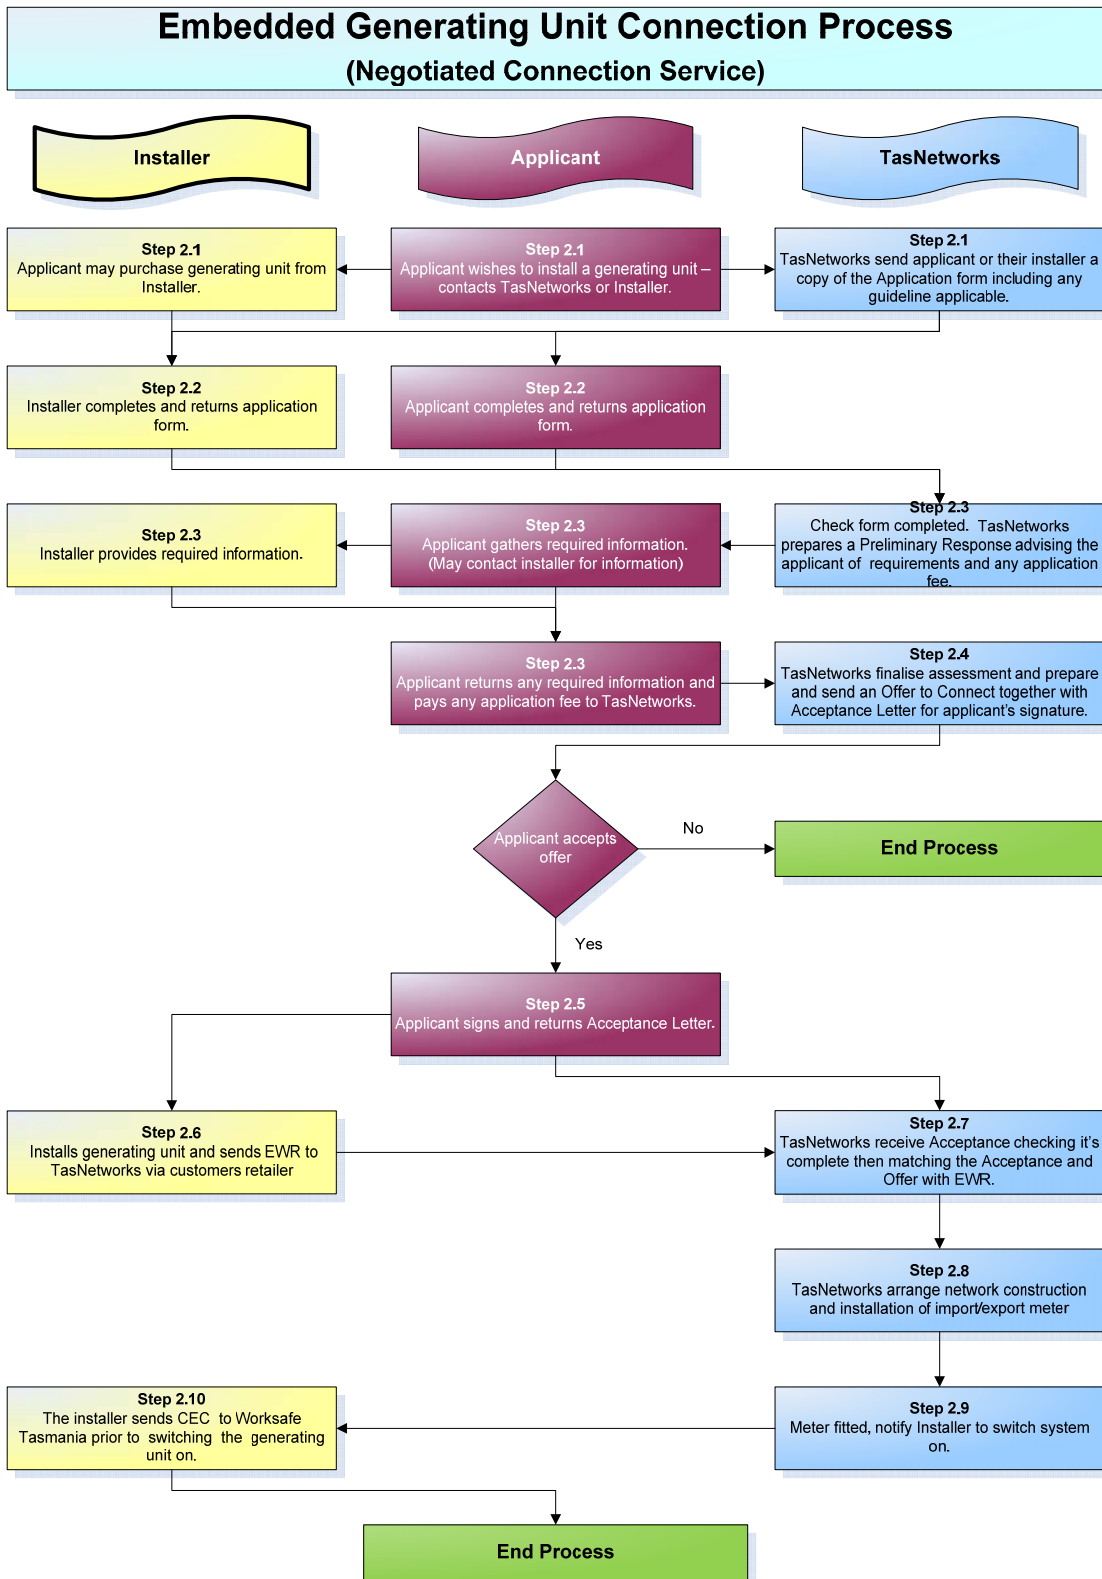 Embedded Generating Unit Connection Process
(Negotiated Connection Service)
Installer
Applicant
TasNetworks
Step 2.1
Applicant may purchase generating unit from
Installer.
Step 2.1
Applicant wishes to install a generating unit –
contacts TasNetworks or Installer.
Step 2.1
TasNetworks send applicant or their installer a
copy of the Application form including any
guideline applicable.
Step 2.2
Installer completes and returns application
form.
Step 2.2
Applicant completes and returns application
form.
Step 2.3
Installer provides required information.
Step 2.3
Applicant gathers required information.
(May contact installer for information)
Step 2.3
Check form completed. TasNetworks
prepares a Preliminary Response advising the
applicant of requirements and any application
fee.
Step 2.3
Applicant returns any required information and
pays any application fee to TasNetworks.
Step 2.4
TasNetworks finalise assessment and prepare
and send an Offer to Connect together with
Acceptance Letter for applicant's signature.
Applicant accepts
offer
No
End Process
Yes
Step 2.5
Applicant signs and returns Acceptance Letter.
Step 2.6
Installs generating unit and sends EWR to
TasNetworks via customers retailer
Step 2.7
TasNetworks receive Acceptance checking it's
complete then matching the Acceptance and
Offer with EWR.
Step 2.8
TasNetworks arrange network construction
and installation of import/export meter
Step 2.10
The installer sends CEC to Worksafe
Tasmania prior to switching the generating
unit on.
Step 2.9
Meter fitted, notify Installer to switch system
on.
End Process